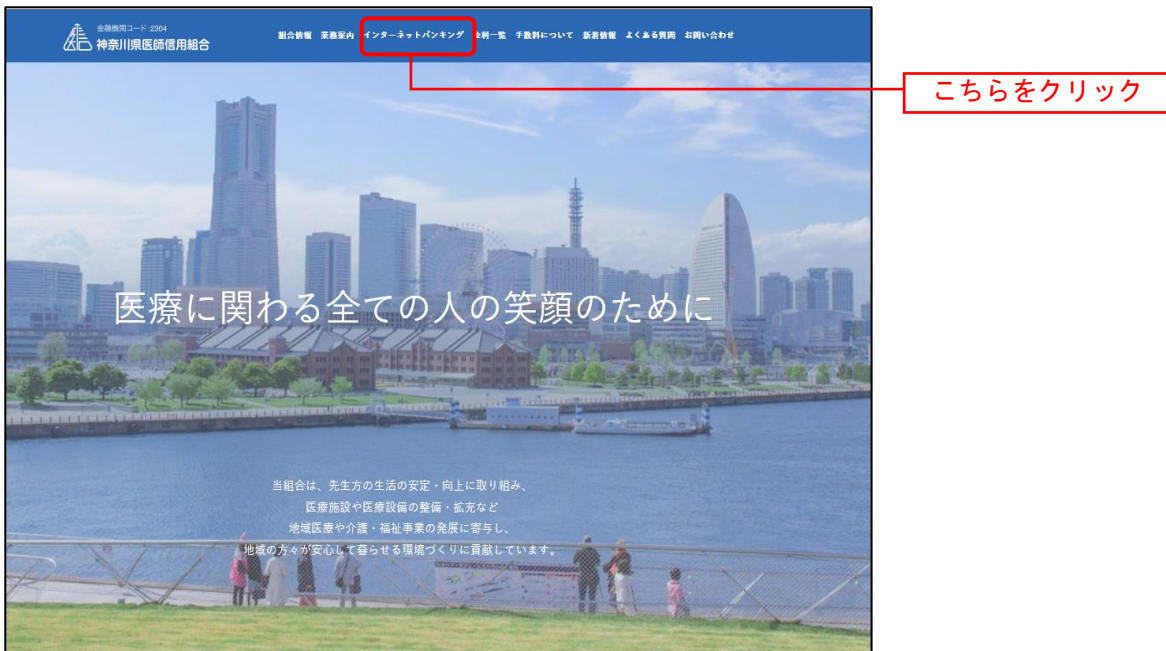 金融機関コード:2304
神奈川県医師信用組合
組合情報 業務案内 インターネットバンキング 金利一覧 手数料について 新着情報 よくある質問 お問い合わせ
こちらをクリック
医療に関わる全ての人の笑顔のために
当組合は、先生方の生活の安定・向上に取り組み、
医療施設や医療設備の整備・拡充など
地域医療や介護・福祉事業の発展に寄与し、
地域の方々が安心して暮らせる環境づくりに貢献しています。